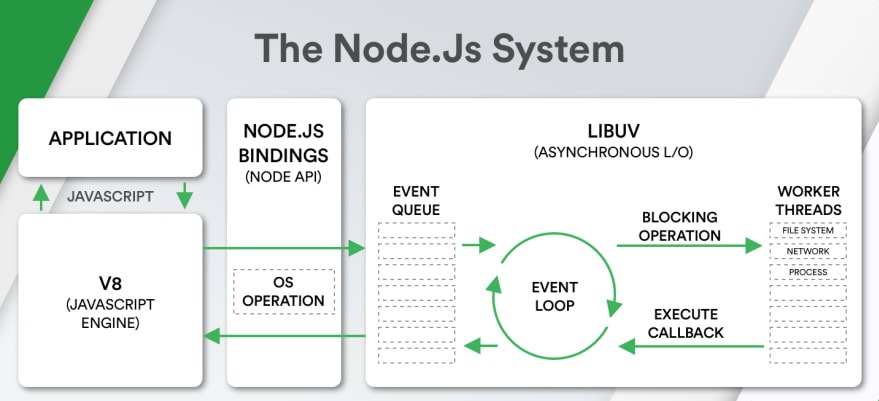 The Node.Js System
APPLICATION
JAVASCRIPT
V8
(JAVASCRIPT
ENGINE)
NODE.JS
BINDINGS
(NODE API)
OS
OPERATION
LIBUV
(ASYNCHRONOUS L/O)
EVENT
QUEUE
EVENT
LOOP
BLOCKING
OPERATION
EXECUTE
CALLBACK
WORKER
THREADS
FILE SYSTEM
NETWORK
PROCESS